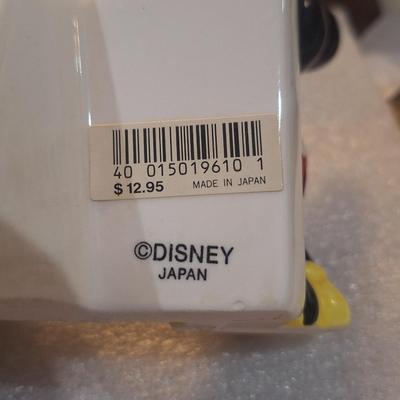 40 015019610 1
$ 12.95 MADE IN JAPAN
©DISNEY
JAPAN